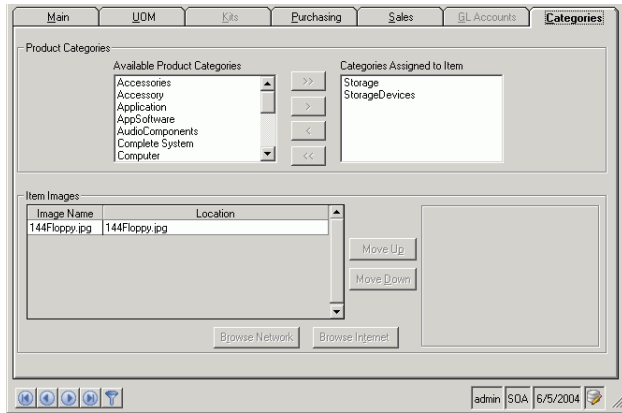 Main UOM Kits Purchasing Sales GL Accounts Categories
Product Categories
Available Product Categories
Categories Assigned to Item
Accessories
Accessory
Application
AppSoftware
AudioComponents
Complete System
Computer
>>
>
<
<<
Storage
StorageDevices
Item Images
Image Name Location
144Floppy.jpg 144Floppy.jpg
Move Up
Move Down
Browse Network
Browse Internet
admin SOA 6/5/2004